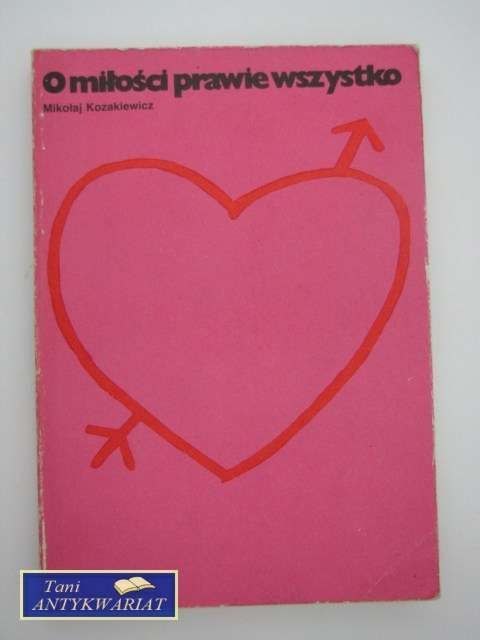 O miłości prawie wszystko
Mikołaj Kozakiewicz
Tani
ANTYKWARIAT